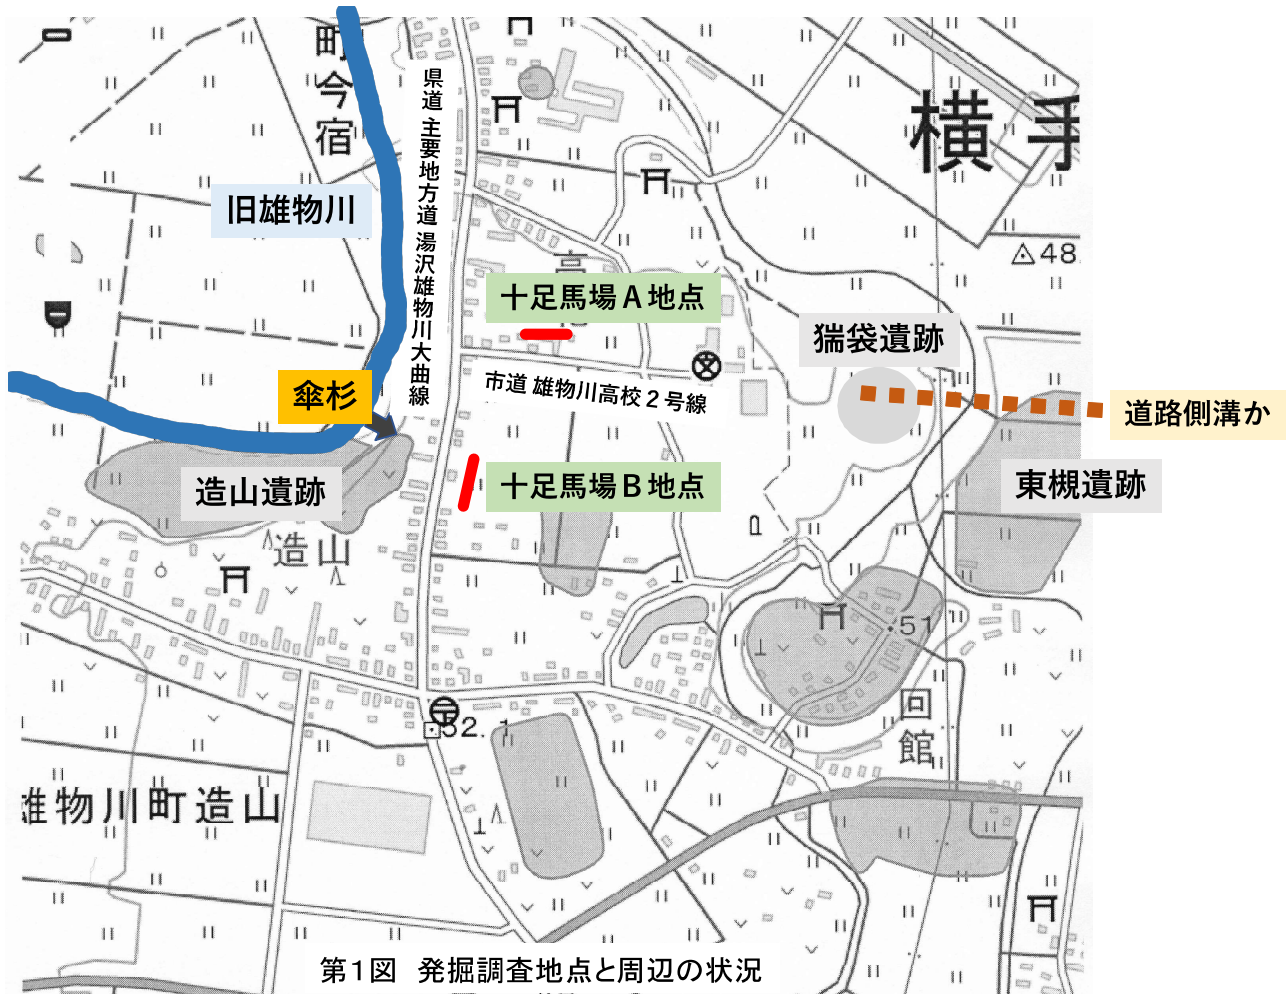 町今宿
横手
県道 主要地方道 湯沢雄物川大曲線
旧雄物川
48
十足馬場A地点
猯袋遺跡
傘杉
市道 雄物川高校2号線
道路側溝か
造山遺跡
十足馬場B地点
東槻遺跡
造山
51
回館
52.1
雄物川町造山
第1図 発掘調査地点と周辺の状況